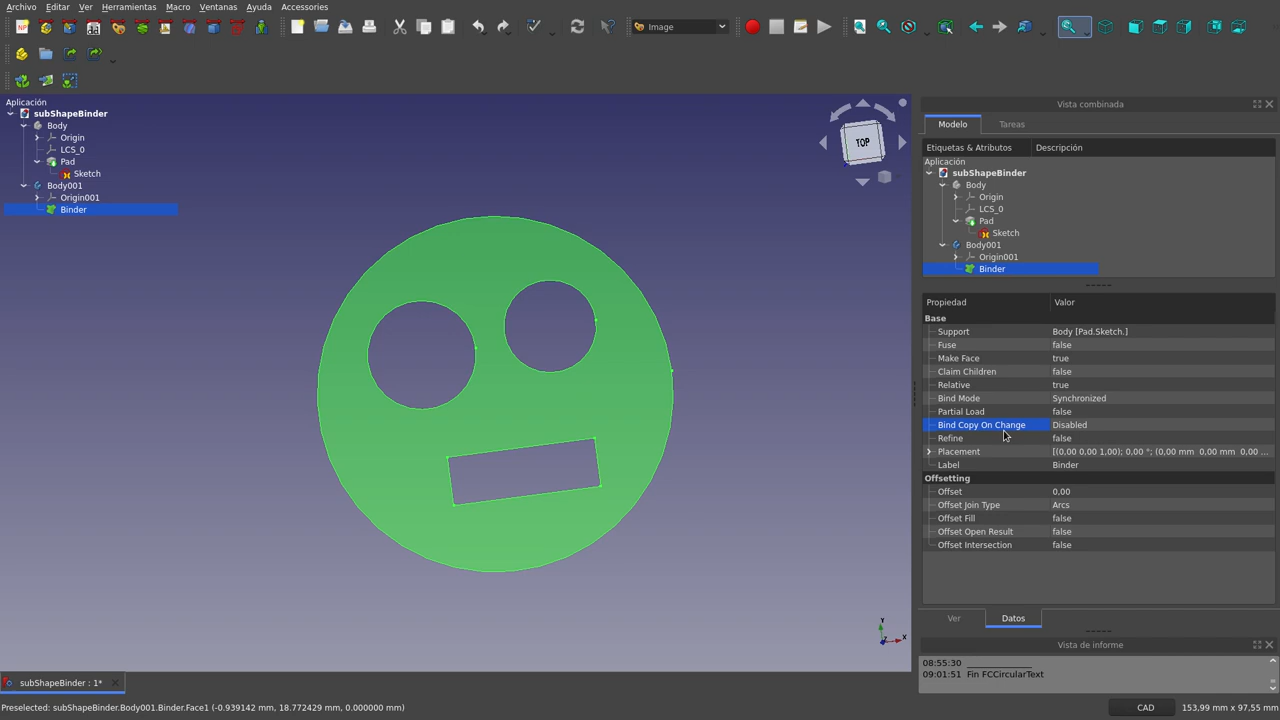 Archivo Editar Ver Herramientas Macro Ventanas Ayuda Accessories
Image
Aplicación
subShapeBinder
Body
Origin
LCS_0
Pad
Sketch
Body001
Origin001
Binder
TOP
Vista combinada
Modelo Tareas
Etiquetas & Atributos Descripción
Aplicación
subShapeBinder
Body
Origin
LCS_0
Pad
Sketch
Body001
Origin001
Binder
Propiedad Valor
Base
Support Body [Pad.Sketch.]
Fuse false
Make Face true
Claim Children false
Relative true
Bind Mode Synchronized
Partial Load false
Bind Copy On Change Disabled
Refine false
Placement [(0,00 0,00 1,00); 0,00 °; (0,00 mm 0,00 mm 0,00 ...
Label Binder
Offsetting
Offset 0,00
Offset Join Type Arcs
Offset Fill false
Offset Open Result false
Offset Intersection false
Ver Datos
Vista de informe
08:55:30 ______________
09:01:51 Fin FCCircularText
Y
X
subShapeBinder : 1*
Preselected: subShapeBinder.Body001.Binder.Face1 (-0.939142 mm, 18.772429 mm, 0.000000 mm)
CAD 153,99 mm x 97,55 mm